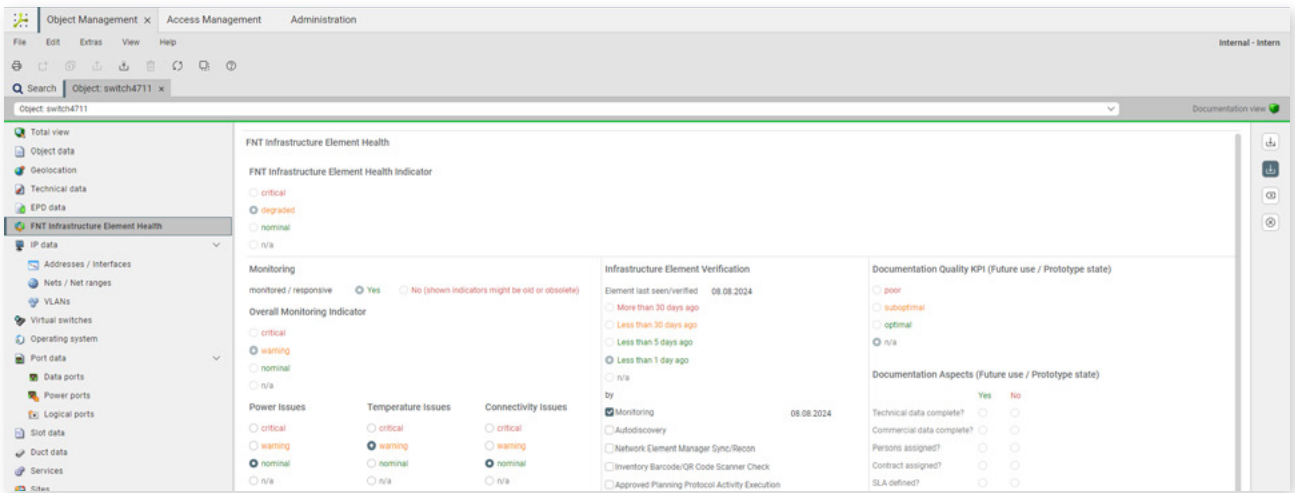 Object Management × Access Management Administration
File Edit Extras View Help Internal - Intern
Search Object: switch4711 ×
Object: switch4711 Documentation view
Total view
Object data
Geolocation
Technical data
EPD data
FNT Infrastructure Element Health
IP data
Addresses / Interfaces
Nets / Net ranges
VLANs
Virtual switches
Operating system
Port data
Data ports
Power ports
Logical ports
Slot data
Duct data
Services
Sites
FNT Infrastructure Element Health
FNT Infrastructure Element Health Indicator
critical
degraded
nominal
n/a
Monitoring
monitored / responsive Yes No (shown indicators might be old or obsolete)
Overall Monitoring Indicator
critical
warning
nominal
n/a
Power Issues Temperature Issues Connectivity Issues
critical critical critical
warning warning warning
nominal nominal nominal
n/a n/a n/a
Infrastructure Element Verification
Element last seen/verified 08.08.2024
More than 30 days ago
Less than 30 days ago
Less than 5 days ago
Less than 1 day ago
n/a
by
Monitoring 08.08.2024
Autodiscovery
Network Element Manager Sync/Recon
Inventory Barcode/QR Code Scanner Check
Approved Planning Protocol Activity Execution
Documentation Quality KPI (Future use / Prototype state)
poor
suboptimal
optimal
n/a
Documentation Aspects (Future use / Prototype state)
Yes No
Technical data complete?
Commercial data complete?
Persons assigned?
Contract assigned?
SLA defined?